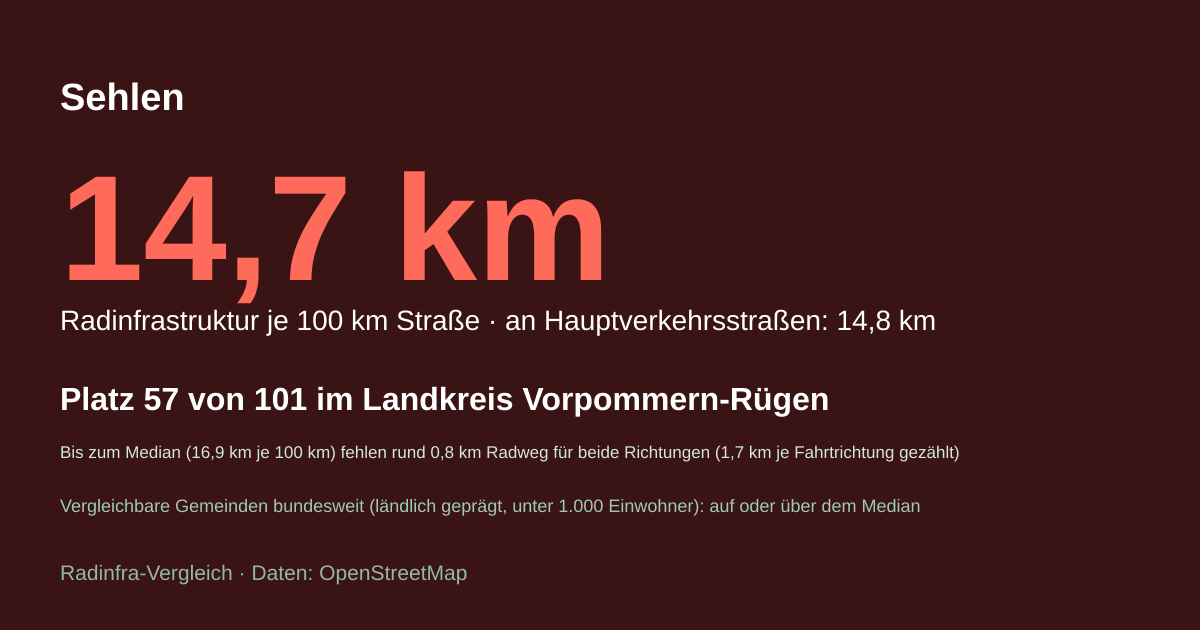 Sehlen
14,7 km
Radinfrastruktur je 100 km Straße · an Hauptverkehrsstraßen: 14,8 km
Platz 57 von 101 im Landkreis Vorpommern-Rügen
Bis zum Median (16,9 km je 100 km) fehlen rund 0,8 km Radweg für beide Richtungen (1,7 km je Fahrtrichtung gezählt)
Vergleichbare Gemeinden bundesweit (ländlich geprägt, unter 1.000 Einwohner): auf oder über dem Median
Radinfra-Vergleich · Daten: OpenStreetMap